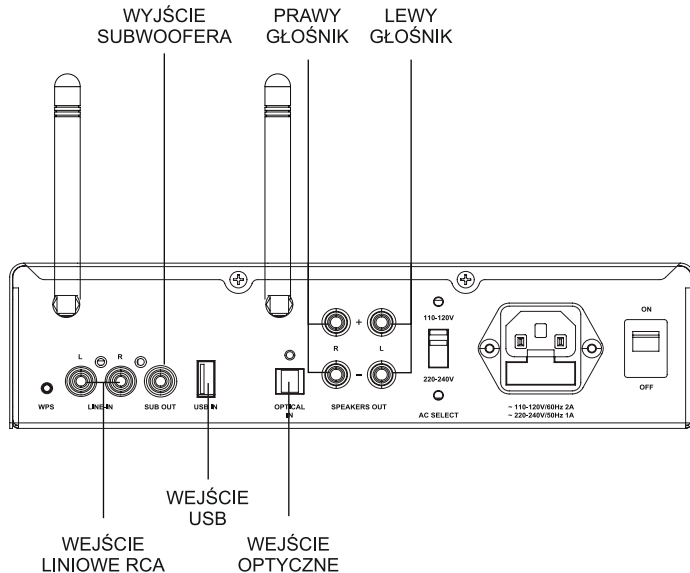 WYJŚCIE
SUBWOOFERA
PRAWY
GŁOŚNIK
LEWY
GŁOŚNIK
110-120V
ON
L
R
+
R
L
-
220-240V
OFF
WPS
LINE-IN
SUB OUT
USB IN
OPTICAL
IN
SPEAKERS OUT
AC SELECT
~ 110-120V/60Hz 2A
~ 220-240V/50Hz 1A
WEJŚCIE
USB
WEJŚCIE
LINIOWE RCA
WEJŚCIE
OPTYCZNE